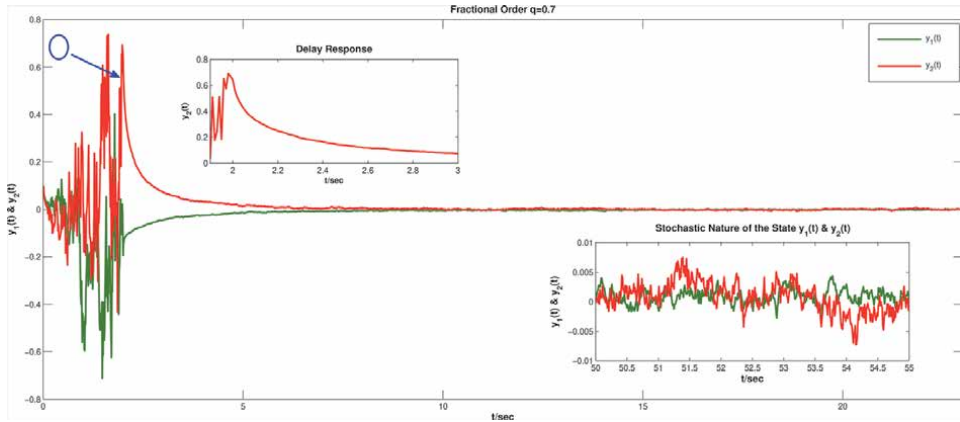 Fractional Order q=0.7
0.8
0.6
0.4
0.2
0
−0.2
−0.4
−0.6
−0.8
y1(t) & y2(t)
0 5 10 15 20
t/sec
y1(t)
y2(t)
Delay Response
0.8
0.6
0.4
0.2
0
y2(t)
2 2.2 2.4 2.6 2.8 3
t/sec
Stochastic Nature of the State y1(t) & y2(t)
0.01
0.005
0
−0.005
−0.01
y1(t) & y2(t)
50 50.5 51 51.5 52 52.5 53 53.5 54 54.5 55
t/sec